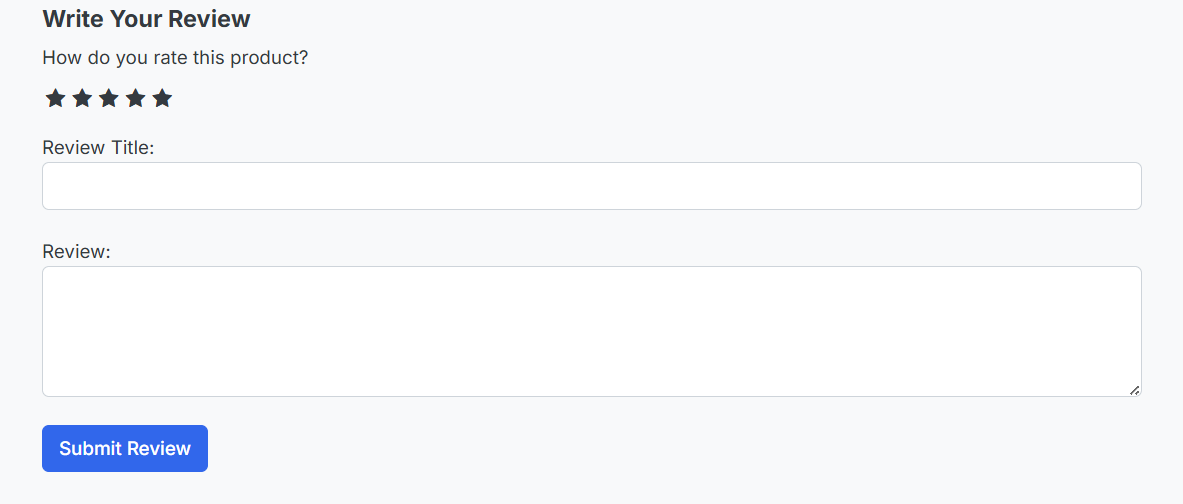 Write Your Review
How do you rate this product?
Review Title:
Review:
Submit Review